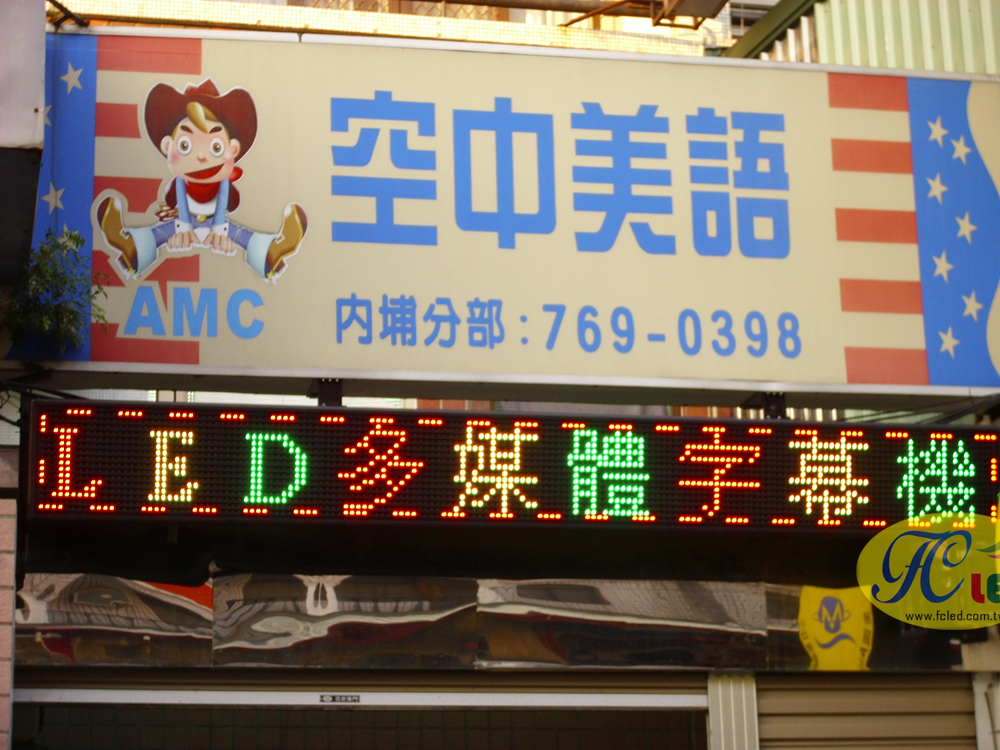 空中美語
AMC
内埔分部:769-0398
LED多媒體字幕機
FC LE
www.fcled.com.tw